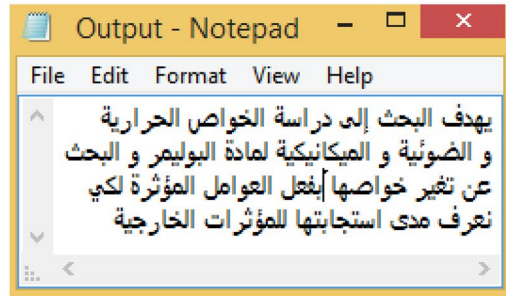 Output - Notepad
File Edit Format View Help
يهدف البحث إلى دراسة الخواص الحرارية
و الضوئية و الميكانيكية لمادة البوليمر و البحث
عن تغير خواصها بفعل العوامل المؤثرة لكي
نعرف مدى استجابتها للمؤثرات الخارجية